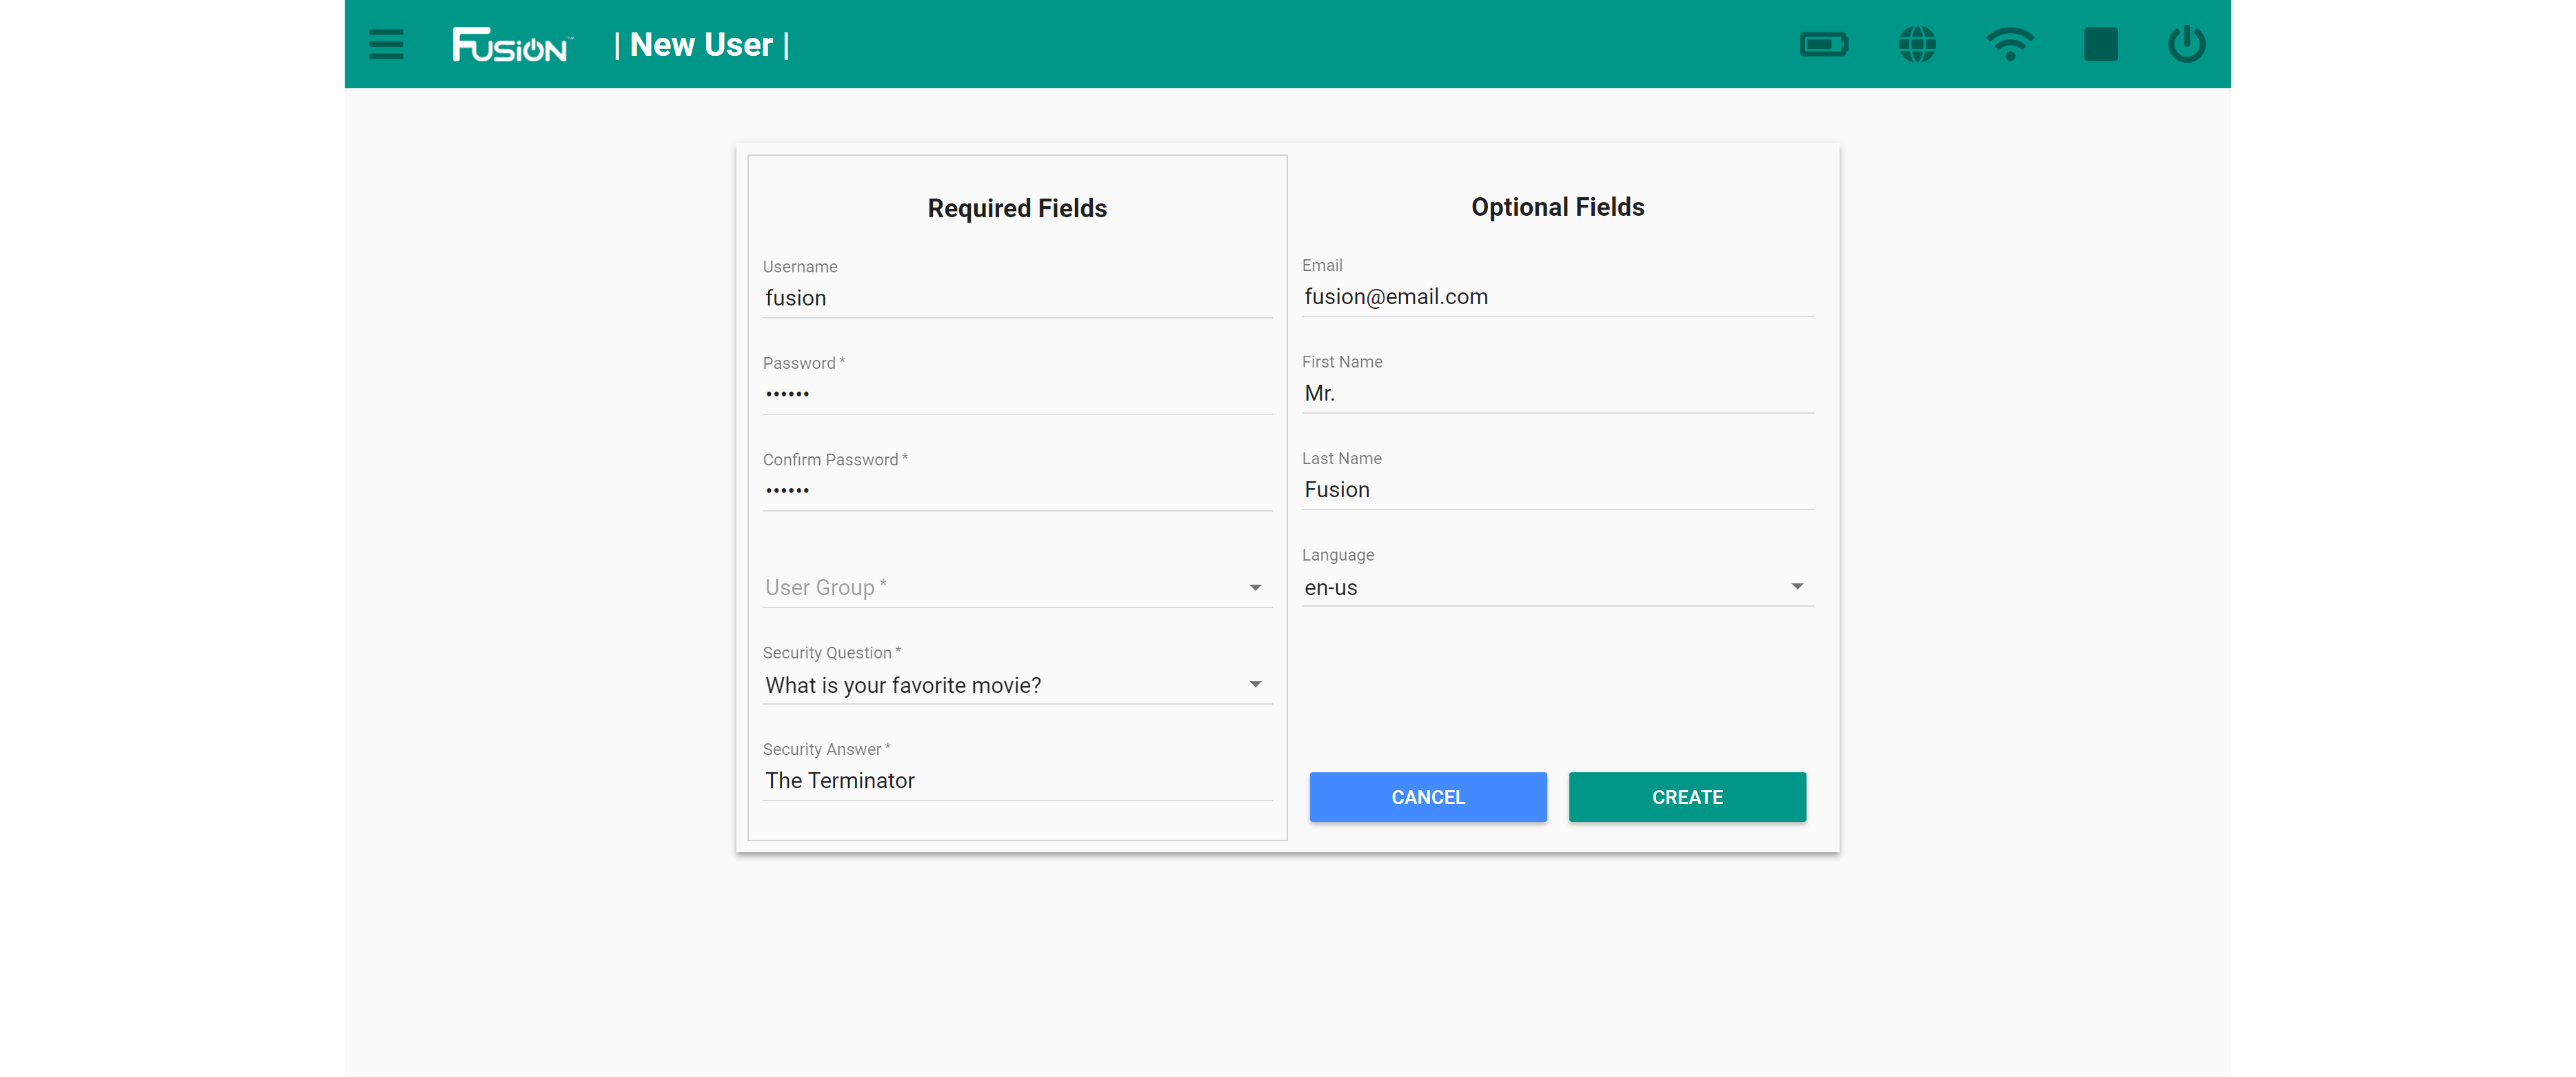 FUSiON™ | New User |
Required Fields
Username
fusion
Password *
••••••
Confirm Password *
••••••
User Group *
Security Question *
What is your favorite movie?
Security Answer *
The Terminator
Optional Fields
Email
fusion@email.com
First Name
Mr.
Last Name
Fusion
Language
en-us
CANCEL CREATE